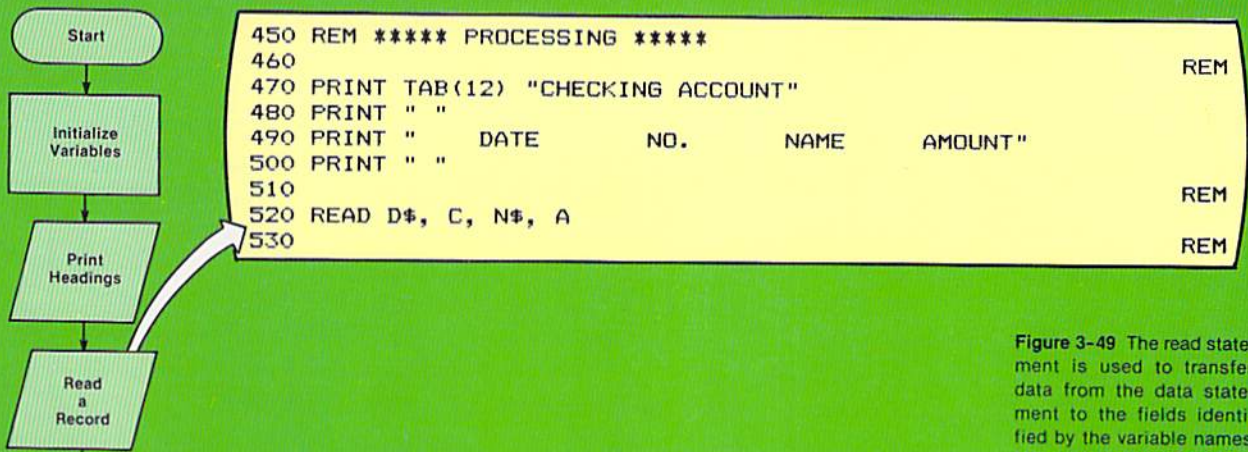 Start
Initialize
Variables
Print
Headings
Read
a
Record
450 REM ***** PROCESSING *****
460 REM
470 PRINT TAB(12) "CHECKING ACCOUNT"
480 PRINT " "
490 PRINT " DATE NO. NAME AMOUNT"
500 PRINT " "
510 REM
520 READ D$, C, N$, A
530 REM
Figure 3-49 The read state
ment is used to transfe
data from the data state
ment to the fields identi
fied by the variable names